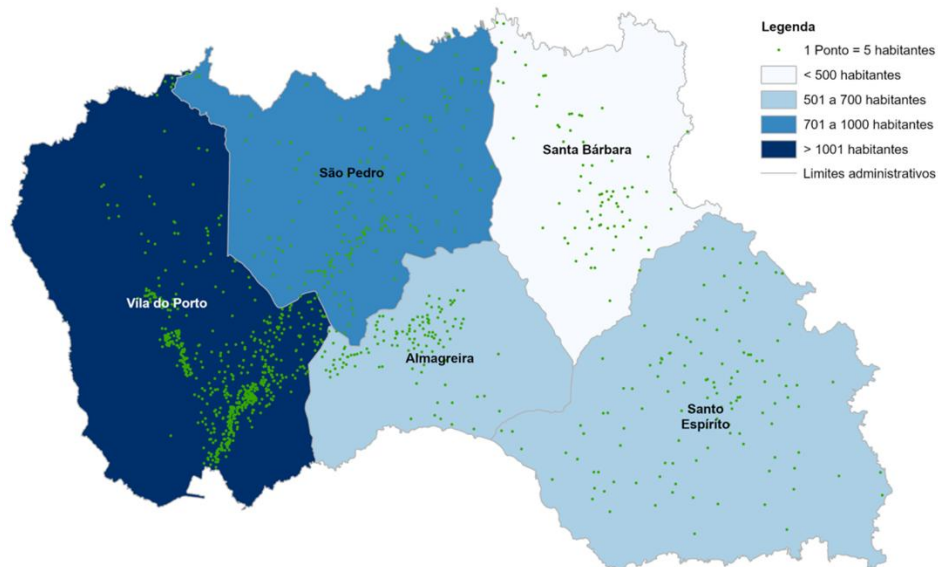 Legenda
1 Ponto = 5 habitantes
< 500 habitantes
501 a 700 habitantes
701 a 1000 habitantes
> 1001 habitantes
Limites administrativos
Santa Bárbara
São Pedro
Vila do Porto
Almagreira
Santo
Espírito